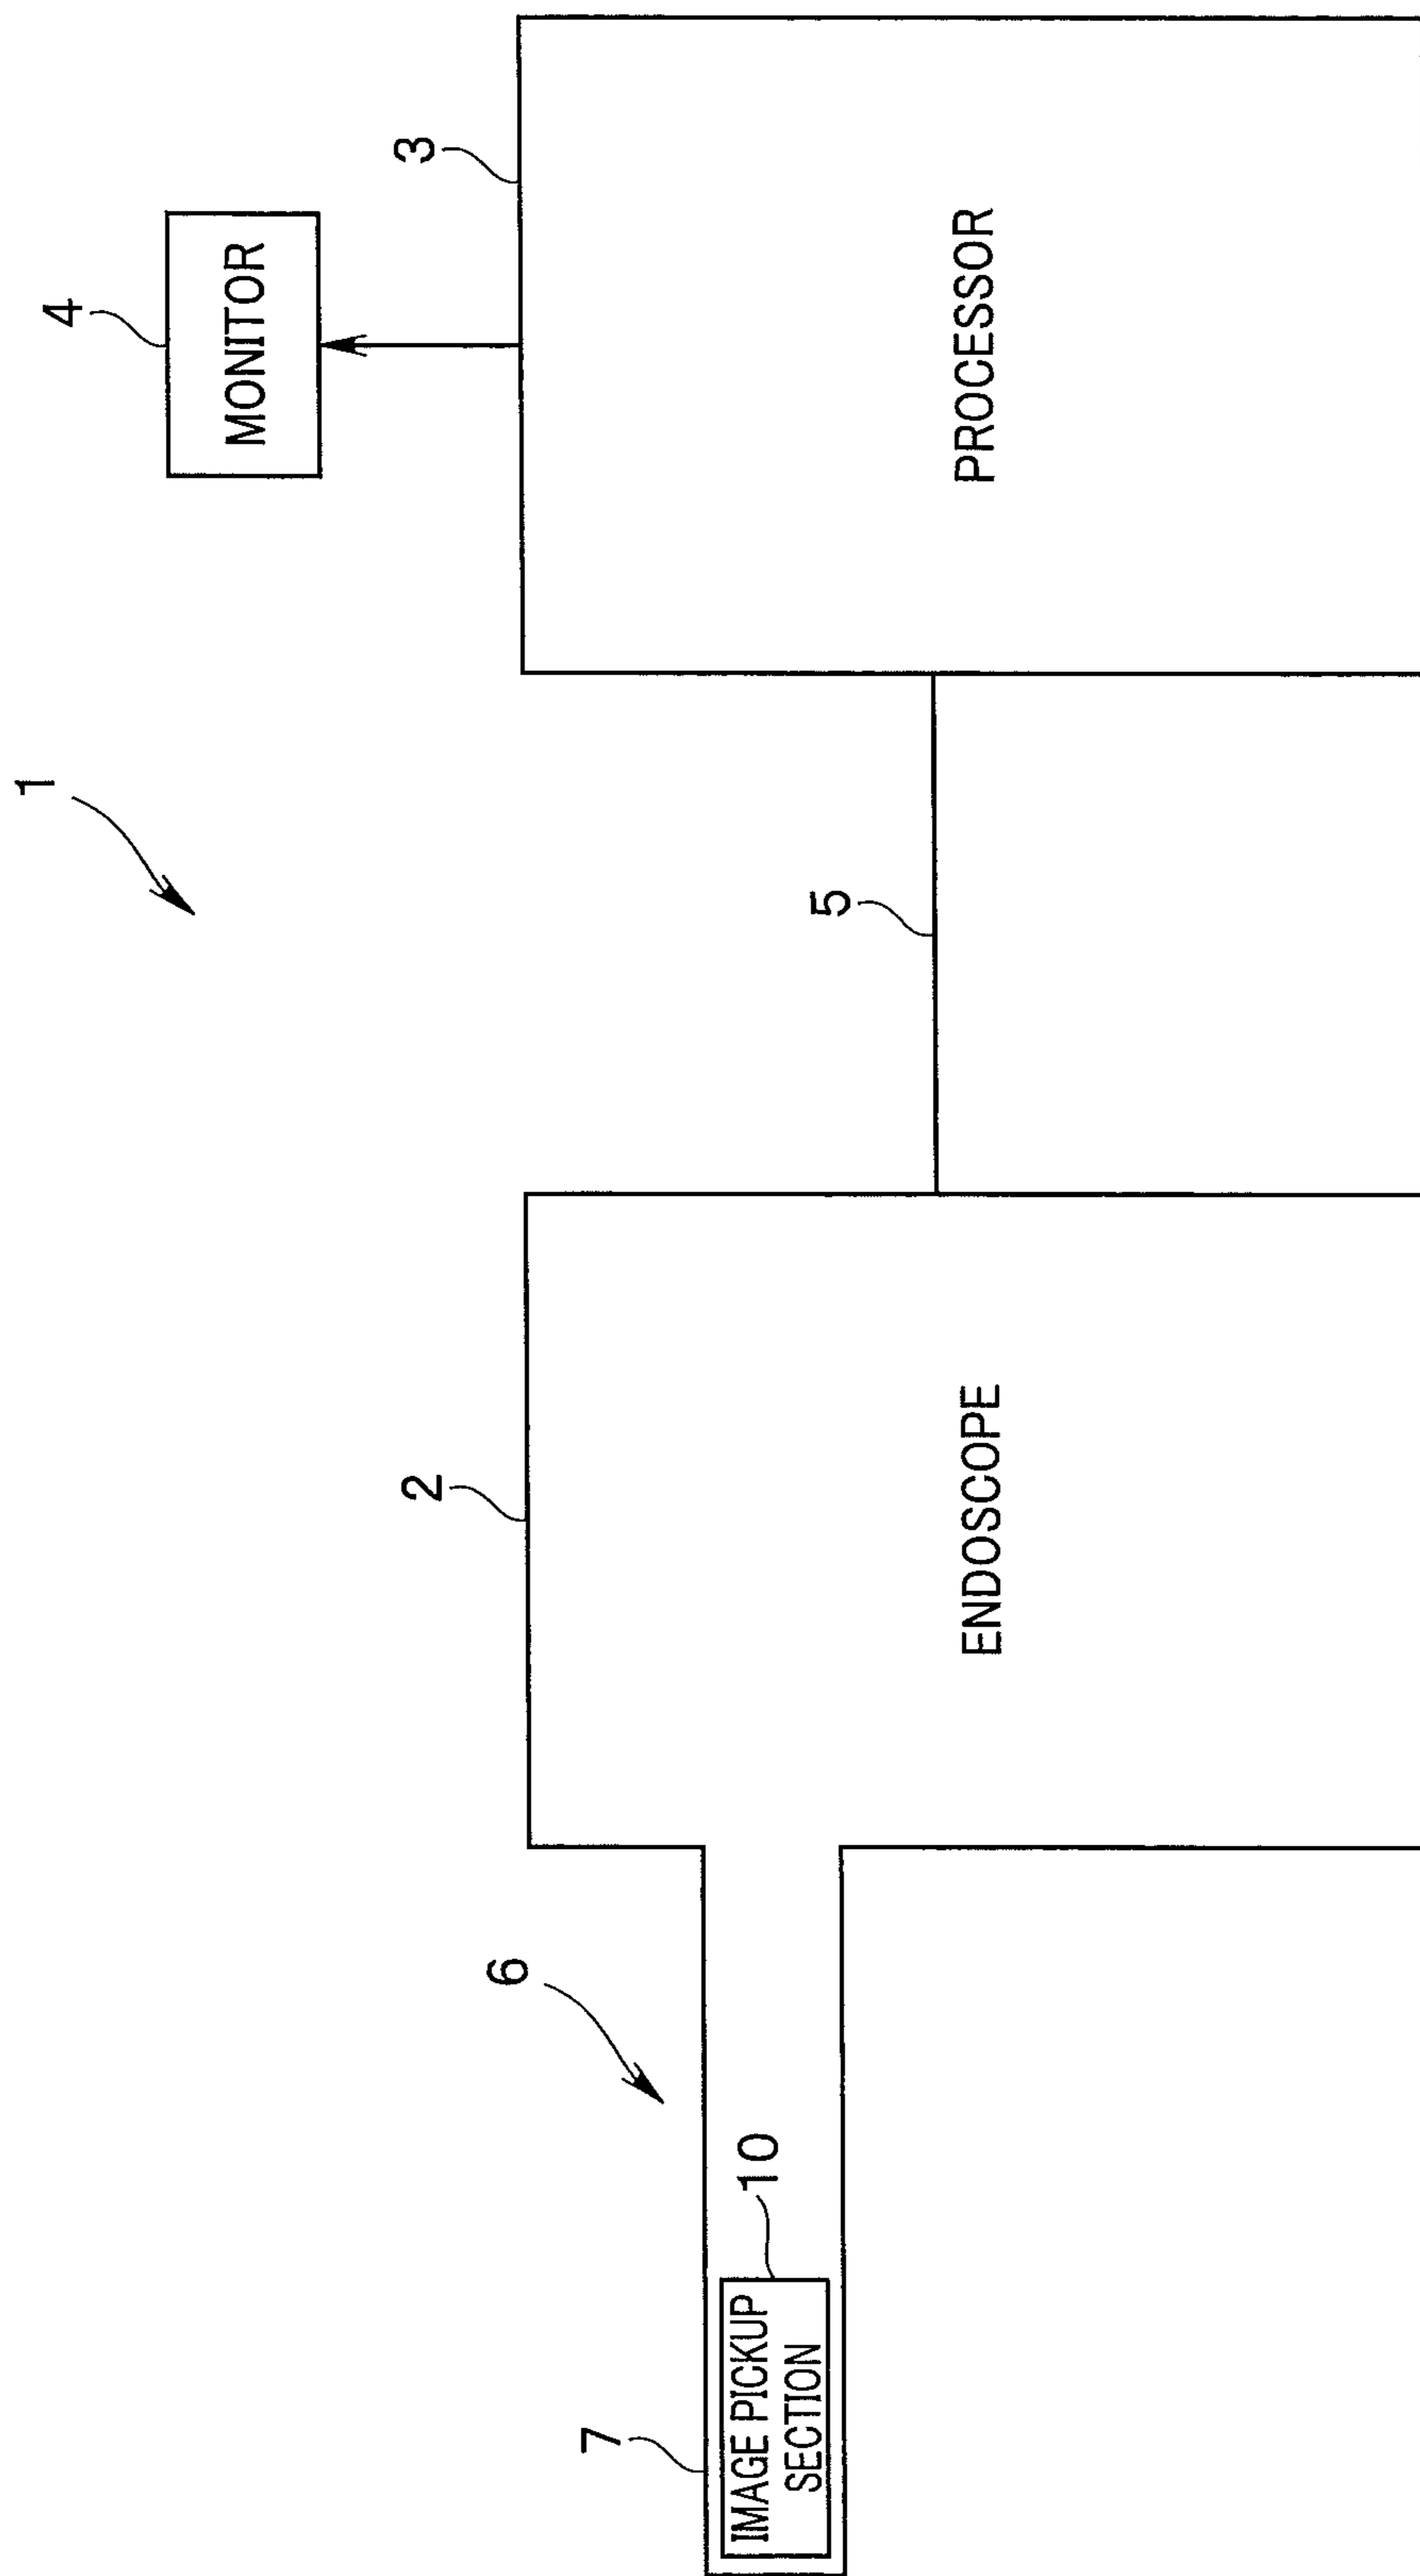 1
4
MONITOR
3
PROCESSOR
2
ENDOSCOPE
5
6
7
10
IMAGE PICKUP
SECTION